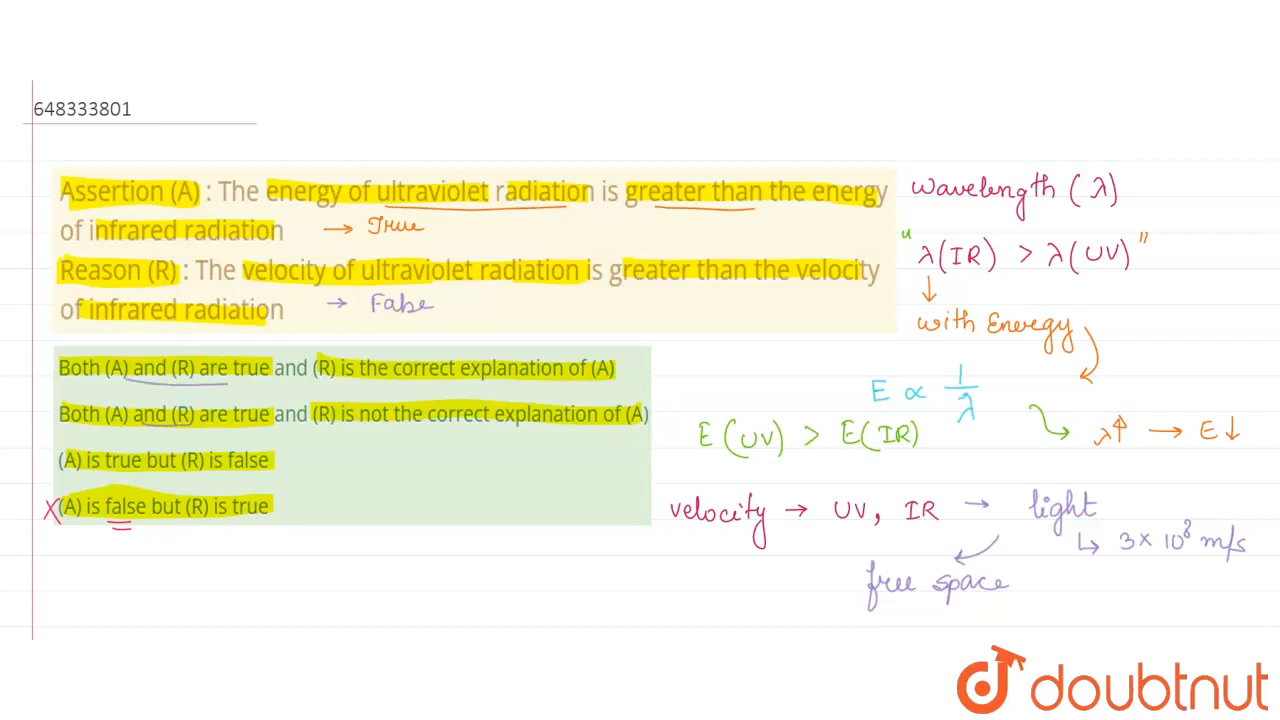 648333801
Assertion (A) : The energy of ultraviolet radiation is greater than the energy
of infrared radiation → True
Reason (R) : The velocity of ultraviolet radiation is greater than the velocity
of infrared radiation → False
Both (A) and (R) are true and (R) is the correct explanation of (A)
Both (A) and (R) are true and (R) is not the correct explanation of (A)
(A) is true but (R) is false
X (A) is false but (R) is true
Wavelength (λ)
" λ(IR) > λ(UV) "
↓
with Energy
E ∝ 1/λ
E(UV) > E(IR)
λ↑ → E↓
velocity → UV, IR → light
↳ 3 × 10⁸ m/s
free space
doubtnut